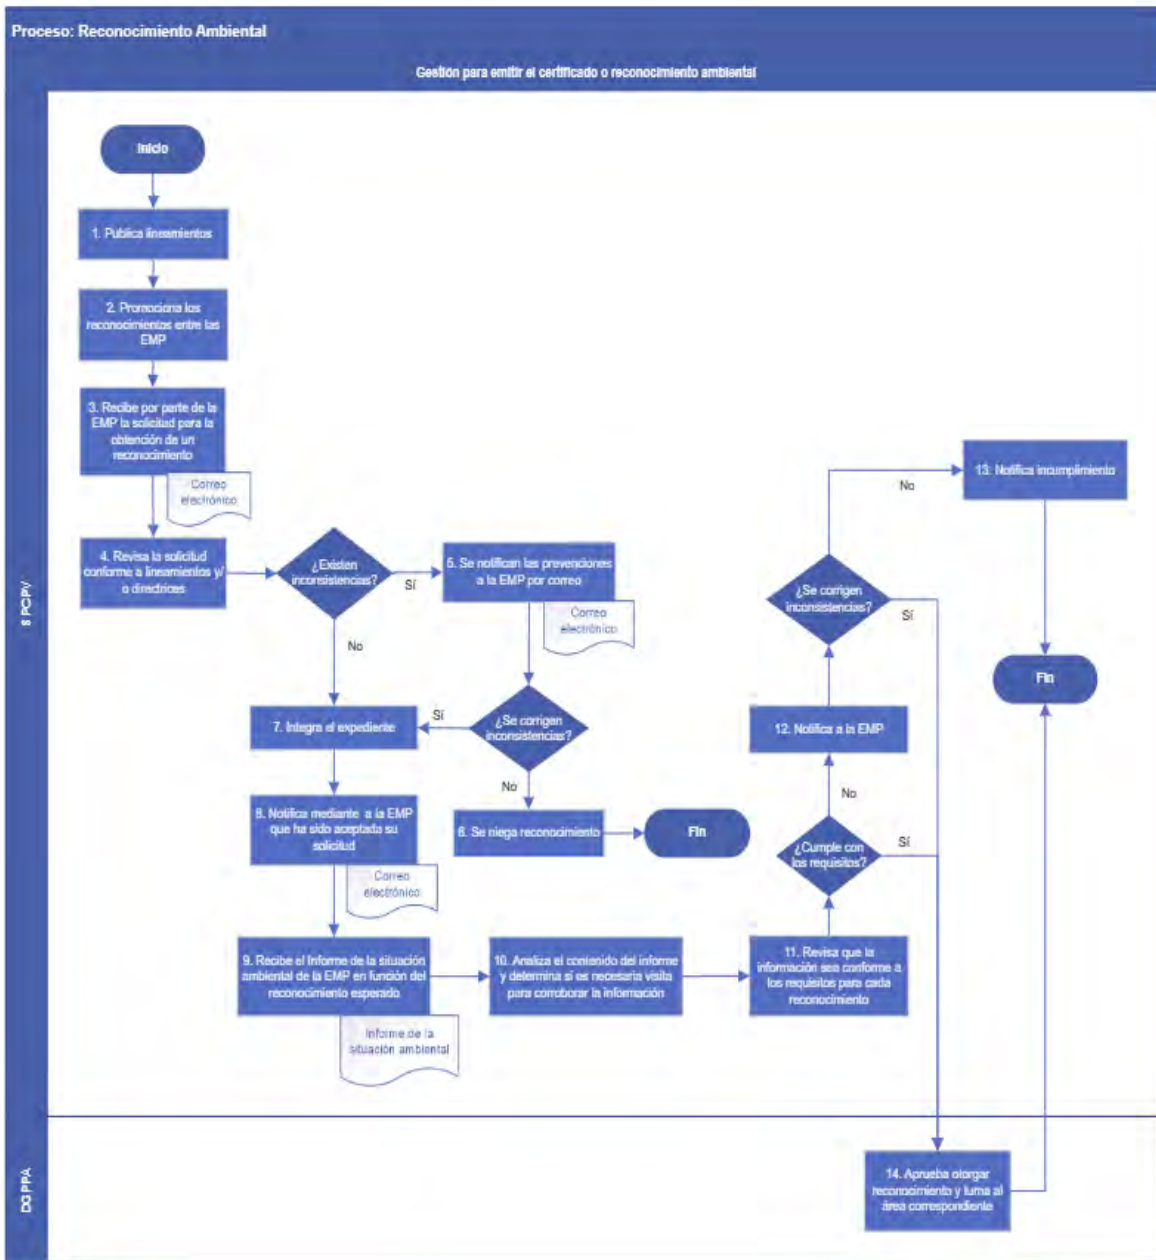 Proceso: Reconocimiento Ambiental
Gestión para emitir el certificado o reconocimiento ambiental
Inicio
1. Publica lineamientos
2. Promociona los
reconocimientos entre las
EMP
3. Recibe por parte de la
EMP la solicitud para la
obtención de un
reconocimiento
Correo
electrónico
4. Revisa la solicitud
conforme a lineamientos y/
o directrices
¿Existen
inconsistencias?
Sí
No
5. Se notifican las prevenciones
a la EMP por correo
Correo
electrónico
¿Se corrigen
inconsistencias?
Sí
No
6. Se niega reconocimiento
Fin
7. Integra el expediente
8. Notifica mediante a la EMP
que ha sido aceptada su
solicitud
Correo
electrónico
9. Recibe el Informe de la situación
ambiental de la EMP en función del
reconocimiento esperado
Informe de la
situación ambiental
10. Analiza el contenido del informe
y determina si es necesaria visita
para corroborar la información
11. Revisa que la
información sea conforme a
los requisitos para cada
reconocimiento
¿Cumple con
los requisitos?
No
Sí
12. Notifica a la EMP
¿Se corrigen
inconsistencias?
No
Sí
13. Notifica incumplimiento
Fin
DG PPA
14. Aprueba otorgar
reconocimiento y turna al
área correspondiente